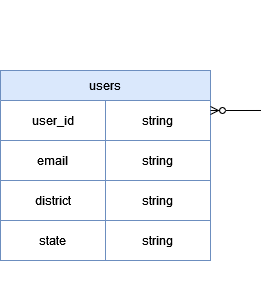 users
user_id string
email string
district string
state string